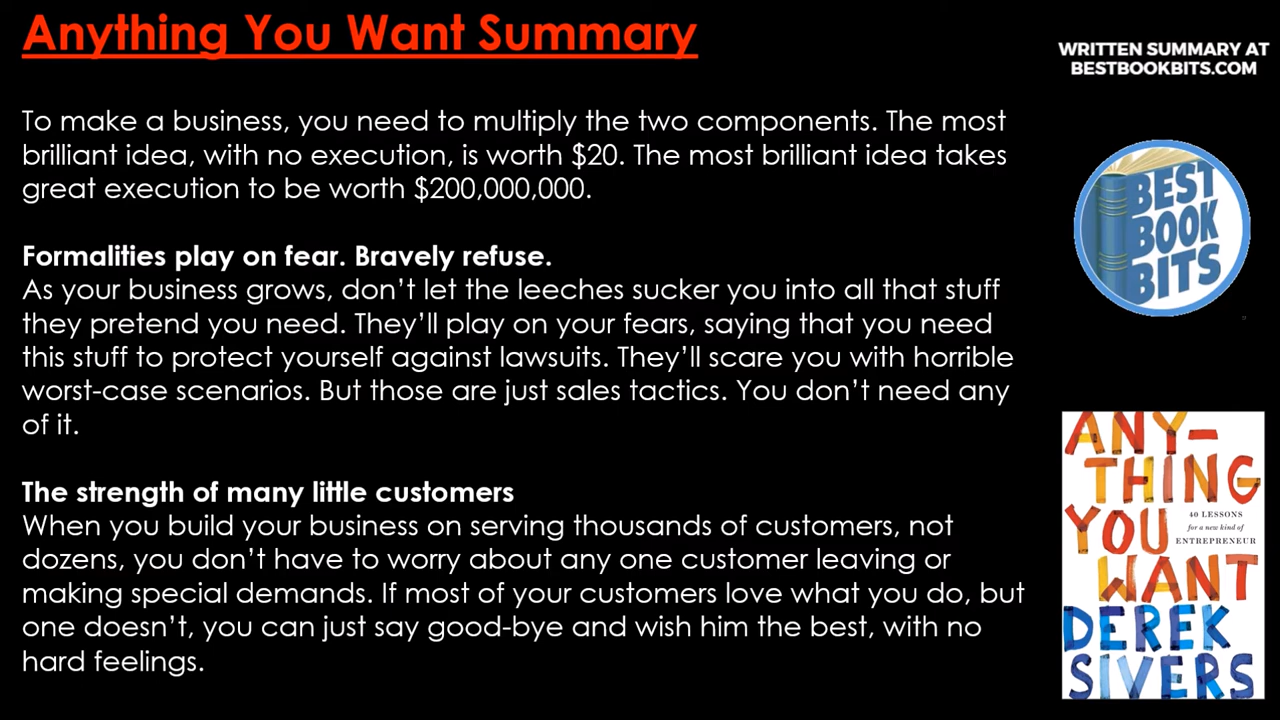 Anything You Want Summary
WRITTEN SUMMARY AT
BESTBOOKBITS.COM
To make a business, you need to multiply the two components. The most
brilliant idea, with no execution, is worth $20. The most brilliant idea takes
great execution to be worth $200,000,000.
Formalities play on fear. Bravely refuse.
As your business grows, don’t let the leeches sucker you into all that stuff
they pretend you need. They’ll play on your fears, saying that you need
this stuff to protect yourself against lawsuits. They’ll scare you with horrible
worst-case scenarios. But those are just sales tactics. You don’t need any
of it.
The strength of many little customers
When you build your business on serving thousands of customers, not
dozens, you don’t have to worry about any one customer leaving or
making special demands. If most of your customers love what you do, but
one doesn’t, you can just say good-bye and wish him the best, with no
hard feelings.
BEST
BOOK
BITS
ANY-
THING
YOU
40 LESSONS
for a new kind of
ENTREPRENEUR
WANT
DEREK
SIVERS